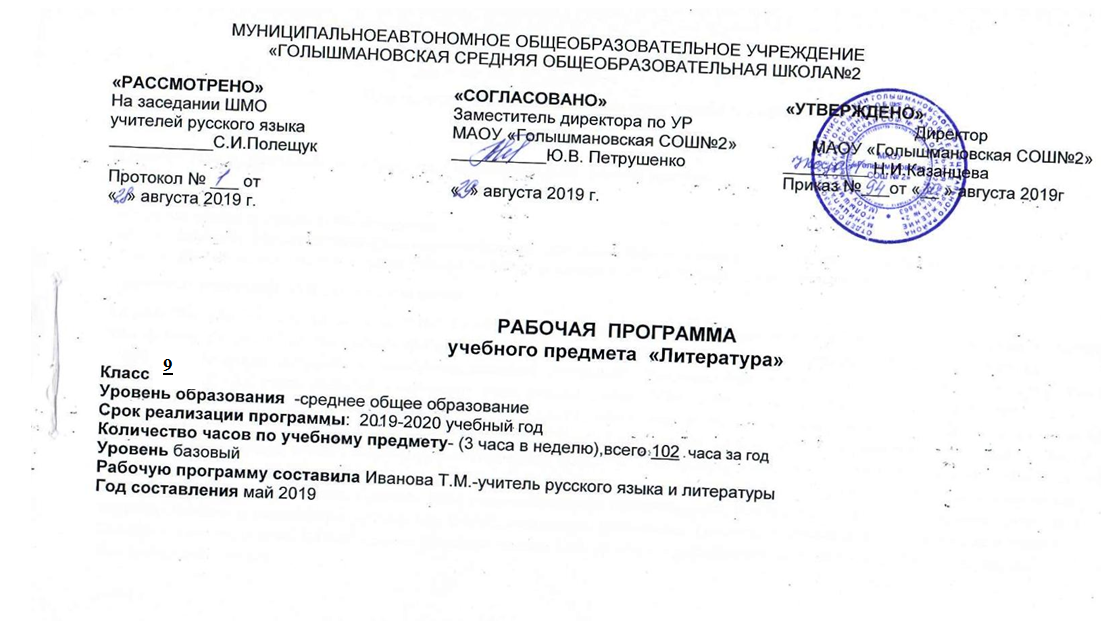 МУНИЦИПАЛЬНОЕАВТОНОМНОЕ ОБЩЕОБРАЗОВАТЕЛЬНОЕ УЧРЕЖДЕНИЕ
«ГОЛЫШМАНОВСКАЯ СРЕДНЯЯ ОБЩЕОБРАЗОВАТЕЛЬНАЯ ШКОЛА№2
«РАССМОТРЕНО»
На заседании ШМО
учителей русского языка
____________С.И.Полещук
Протокол № 1 от
«28» августа 2019 г.
«СОГЛАСОВАНО»
Заместитель директора по УР
МАОУ «Голышмановская СОШ№2»
___________Ю.В. Петрушенко
«29» августа 2019 г.
«УТВЕРЖДЕНО»
Директор
МАОУ «Голышмановская СОШ№2»
Н.И.Казанцева
Приказ № 94 от « » августа 2019г
РАБОЧАЯ ПРОГРАММА
учебного предмета «Литература»
Класс 9
Уровень образования -среднее общее образование
Срок реализации программы: 2019-2020 учебный год
Количество часов по учебному предмету- (3 часа в неделю),всего 102 часа за год
Уровень базовый
Рабочую программу составила Иванова Т.М.-учитель русского языка и литературы
Год составления май 2019